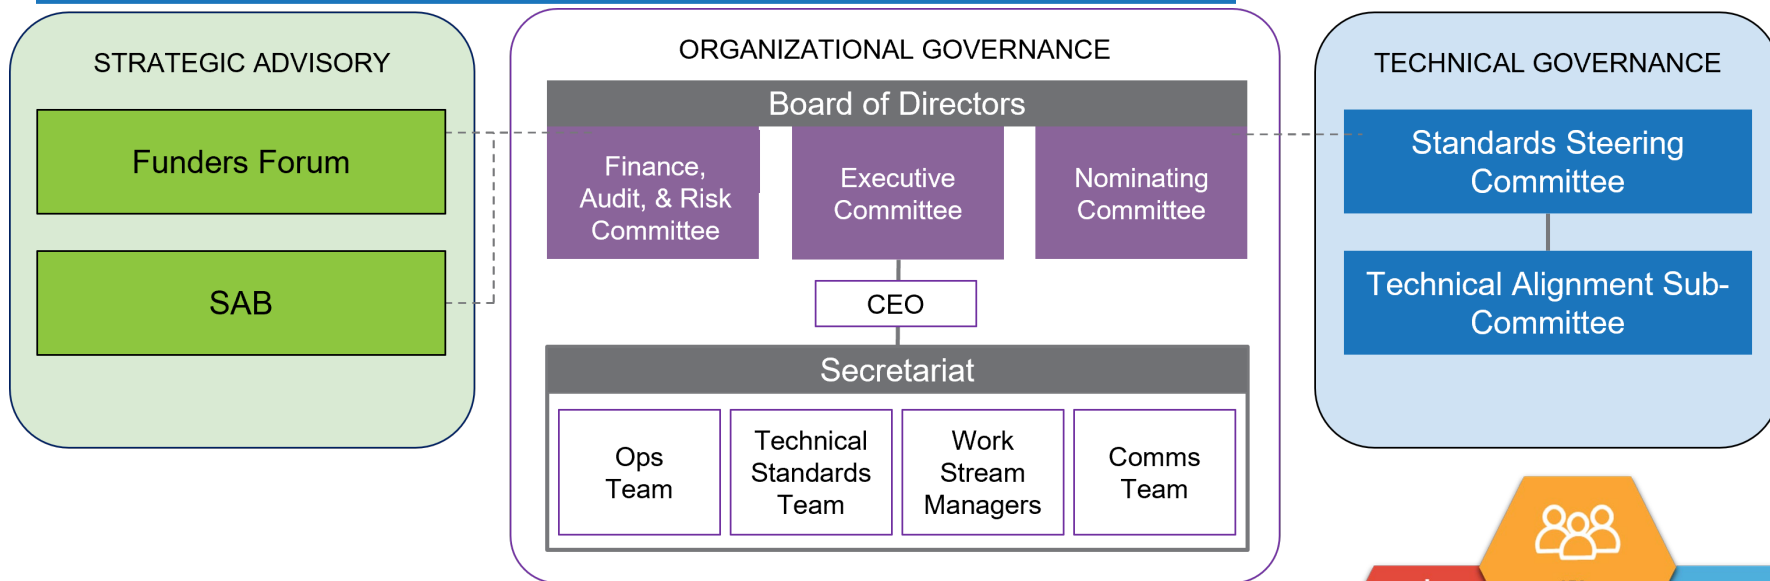 STRATEGIC ADVISORY
Funders Forum
SAB
ORGANIZATIONAL GOVERNANCE
Board of Directors
Finance,
Audit, & Risk
Committee
Executive
Committee
Nominating
Committee
CEO
Secretariat
Ops
Team
Technical
Standards
Team
Work
Stream
Managers
Comms
Team
TECHNICAL GOVERNANCE
Standards Steering
Committee
Technical Alignment Sub-
Committee